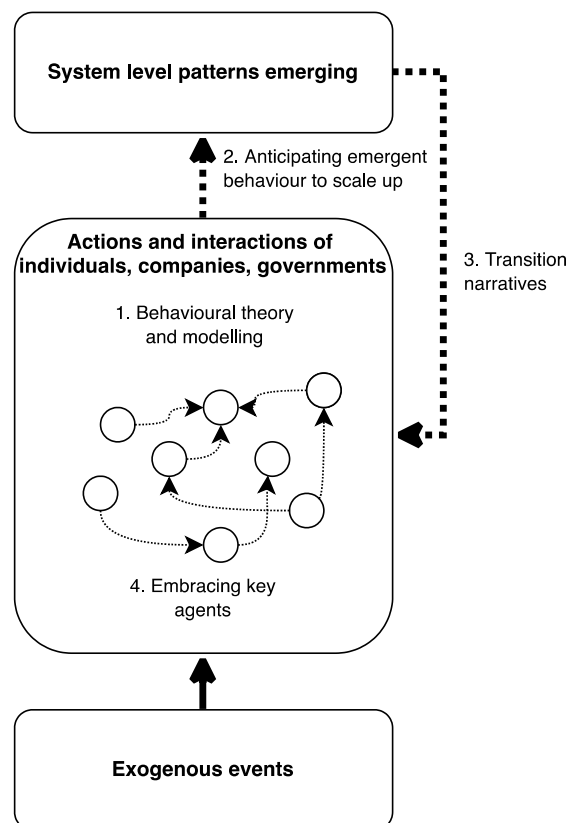 System level patterns emerging
2. Anticipating emergent
behaviour to scale up
Actions and interactions of
individuals, companies, governments
3. Transition
narratives
1. Behavioural theory
and modelling
4. Embracing key
agents
Exogenous events